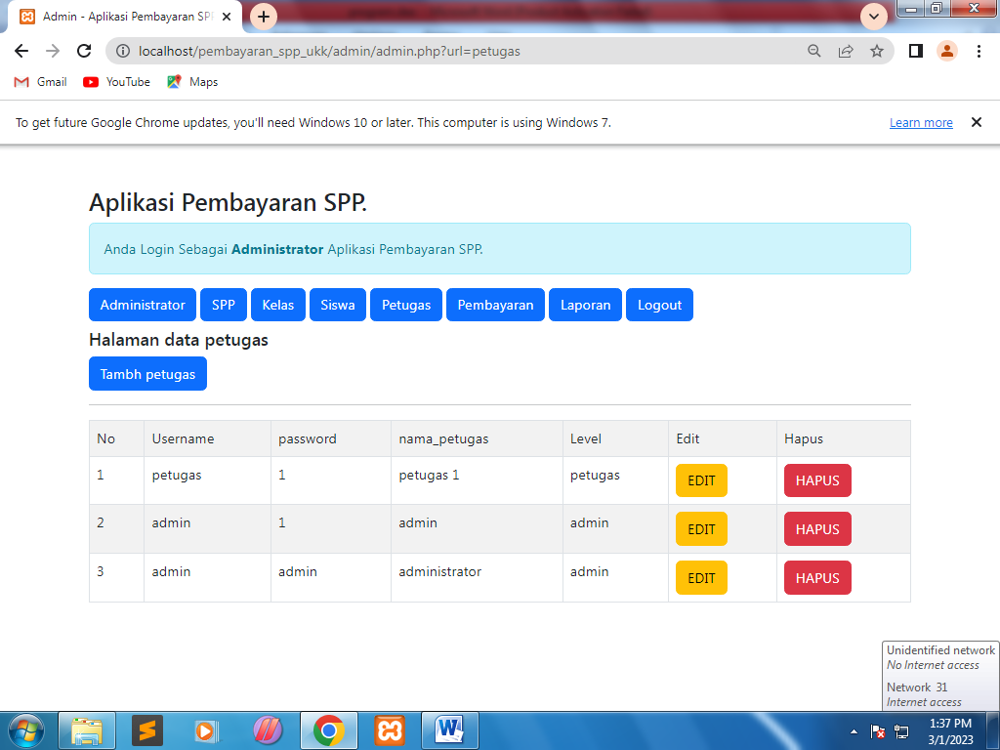 Admin - Aplikasi Pembayaran SP
localhost/pembayaran_spp_ukk/admin/admin.php?url=petugas
Gmail YouTube Maps
To get future Google Chrome updates, you'll need Windows 10 or later. This computer is using Windows 7. Learn more
Aplikasi Pembayaran SPP.
Anda Login Sebagai Administrator Aplikasi Pembayaran SPP.
Administrator SPP Kelas Siswa Petugas Pembayaran Laporan Logout
Halaman data petugas
Tambh petugas
No Username password nama_petugas Level Edit Hapus
1 petugas 1 petugas 1 petugas EDIT HAPUS
2 admin 1 admin admin EDIT HAPUS
3 admin admin administrator admin EDIT HAPUS
Unidentified network
No Internet access
Network 31
Internet access
1:37 PM
3/1/2023